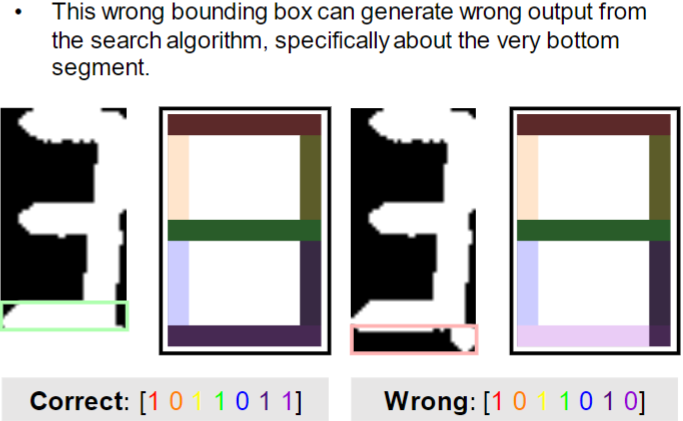 • This wrong bounding box can generate wrong output from
the search algorithm, specifically about the very bottom
segment.
Correct: [1 0 1 1 0 1 1]
Wrong: [1 0 1 1 0 1 0]